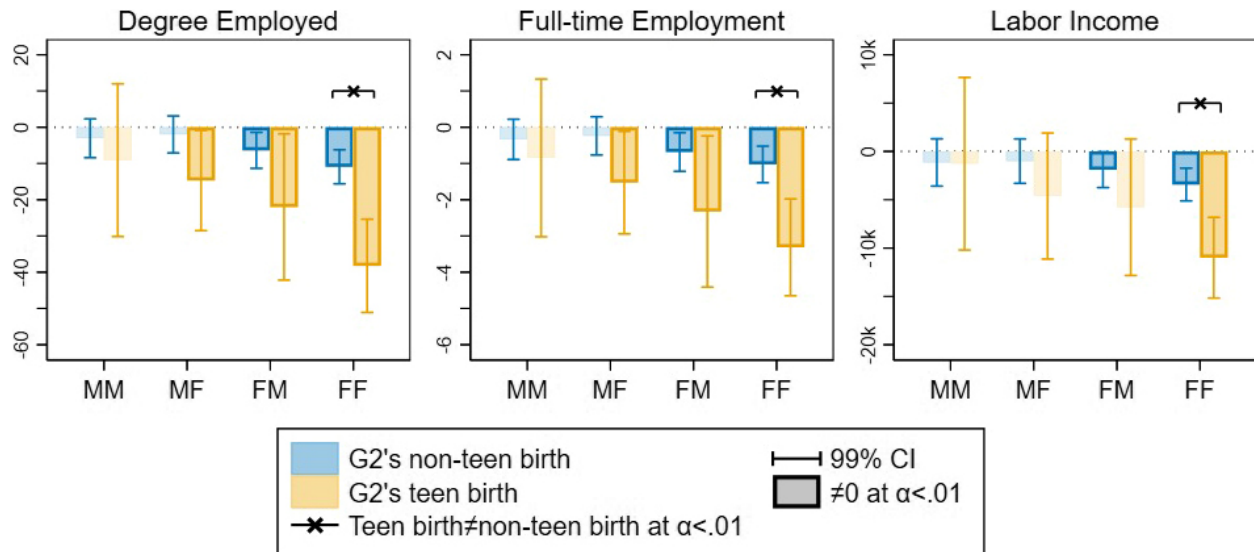 Degree Employed
20
0
-20
-40
-60
MM MF FM FF
Full-time Employment
2
0
-2
-4
-6
MM MF FM FF
Labor Income
10k
0
-10k
-20k
MM MF FM FF
G2's non-teen birth
G2's teen birth
Teen birth≠non-teen birth at α<.01
99% CI
≠0 at α<.01